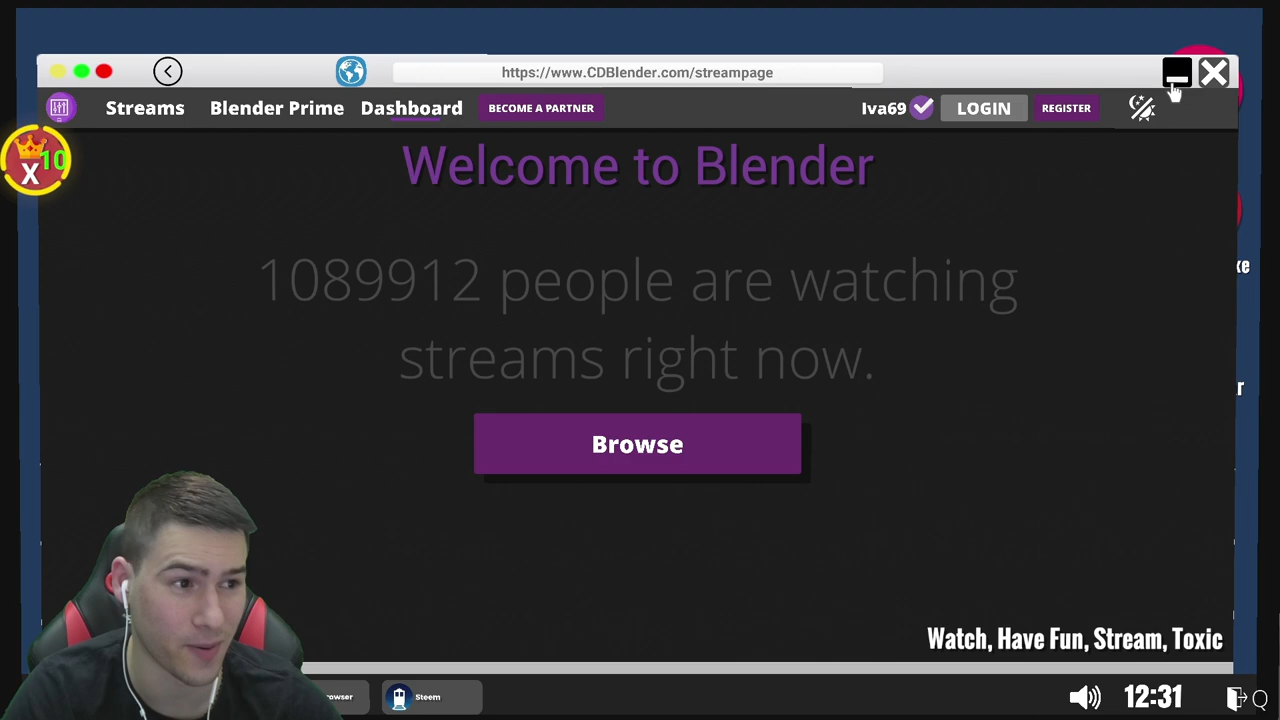 https://www.CDBlender.com/streampage
Streams Blender Prime Dashboard BECOME A PARTNER Iva69 LOGIN REGISTER
X 10
Welcome to Blender
1089912 people are watching
streams right now.
Browse
Watch, Have Fun, Stream, Toxic
Steem
12:31
Q